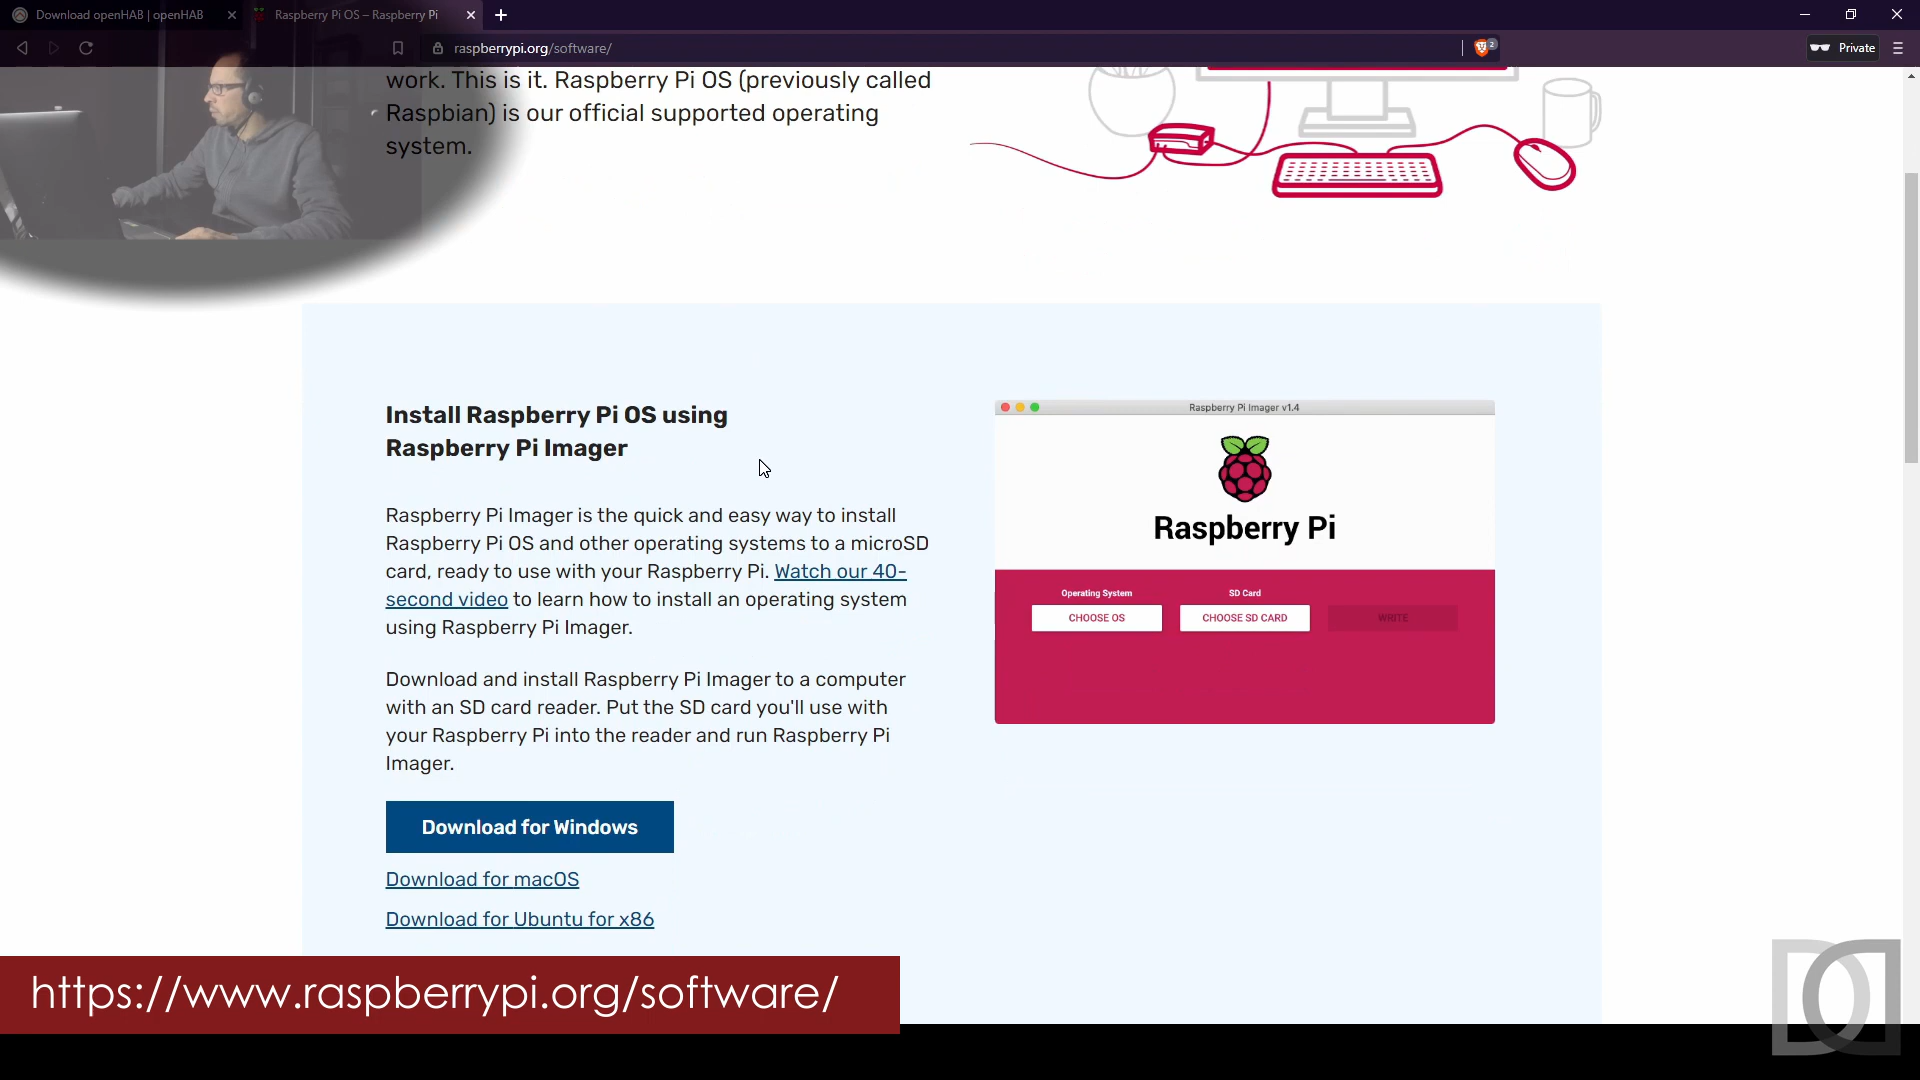 Download openHAB | openHAB
Raspberry Pi OS – Raspberry Pi
raspberrypi.org/software/
2
Private
work. This is it. Raspberry Pi OS (previously called
Raspbian) is our official supported operating
system.
Install Raspberry Pi OS using
Raspberry Pi Imager
Raspberry Pi Imager is the quick and easy way to install
Raspberry Pi OS and other operating systems to a microSD
card, ready to use with your Raspberry Pi. Watch our 40-
second video to learn how to install an operating system
using Raspberry Pi Imager.
Download and install Raspberry Pi Imager to a computer
with an SD card reader. Put the SD card you'll use with
your Raspberry Pi into the reader and run Raspberry Pi
Imager.
Download for Windows
Download for macOS
Download for Ubuntu for x86
Raspberry Pi Imager v1.4
Raspberry Pi
Operating System
SD Card
CHOOSE OS
CHOOSE SD CARD
WRITE
https://www.raspberrypi.org/software/